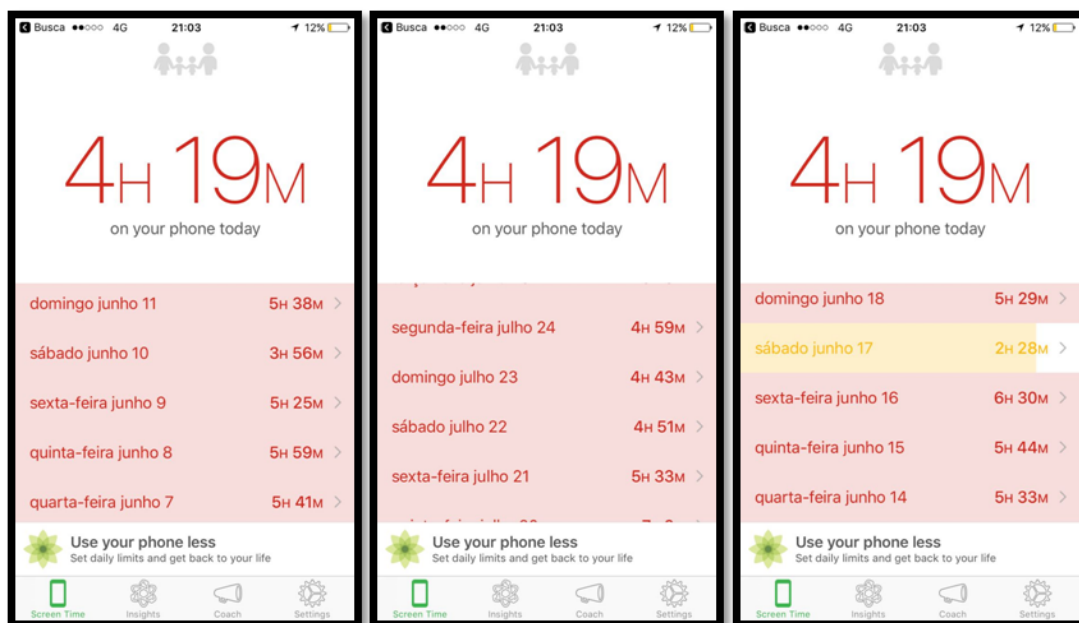 Busca 4G 21:03 12%
4H 19M
on your phone today
domingo junho 11 5H 38M
sábado junho 10 3H 56M
sexta-feira junho 9 5H 25M
quinta-feira junho 8 5H 59M
quarta-feira junho 7 5H 41M
Use your phone less
Set daily limits and get back to your life
Screen Time Insights Coach Settings
Busca 4G 21:03 12%
4H 19M
on your phone today
segunda-feira julho 24 4H 59M
domingo julho 23 4H 43M
sábado julho 22 4H 51M
sexta-feira julho 21 5H 33M
Use your phone less
Set daily limits and get back to your life
Screen Time Insights Coach Settings
Busca 4G 21:03 12%
4H 19M
on your phone today
domingo junho 18 5H 29M
sábado junho 17 2H 28M
sexta-feira junho 16 6H 30M
quinta-feira junho 15 5H 44M
quarta-feira junho 14 5H 33M
Use your phone less
Set daily limits and get back to your life
Screen Time Insights Coach Settings